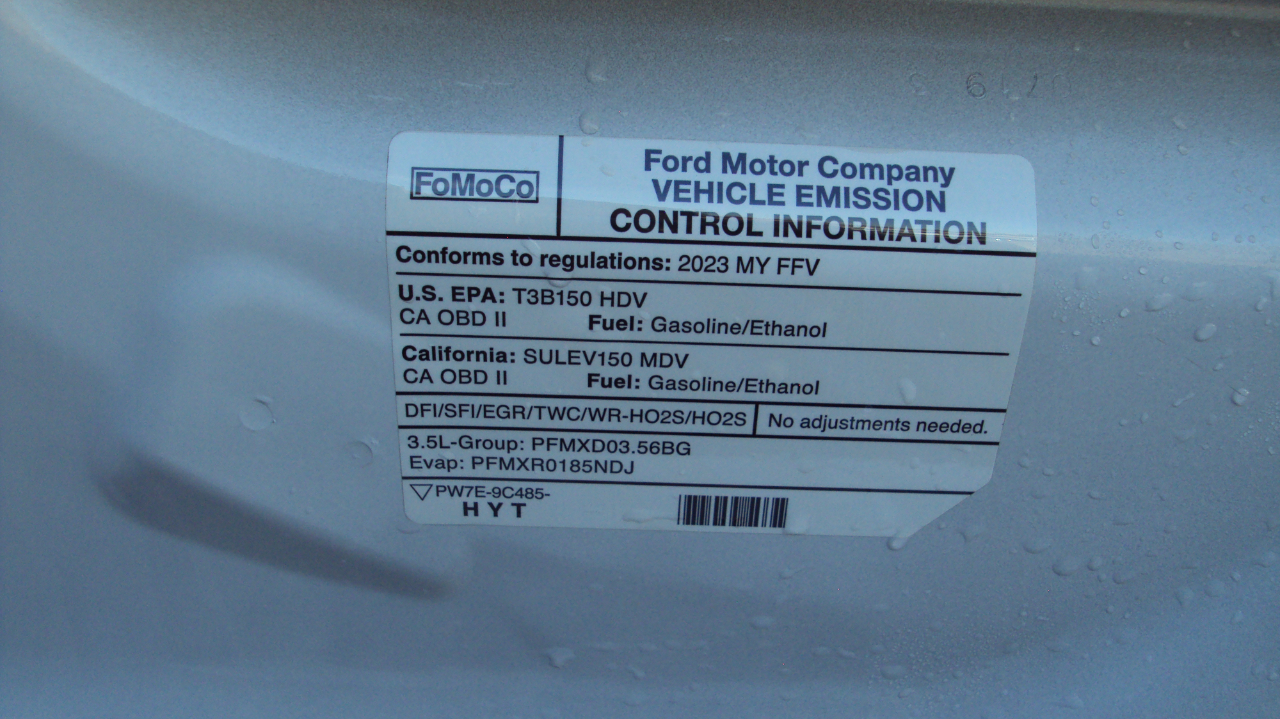 FoMoCo
Ford Motor Company
VEHICLE EMISSION
CONTROL INFORMATION
Conforms to regulations: 2023 MY FFV
U.S. EPA: T3B150 HDV
CA OBD II Fuel: Gasoline/Ethanol
California: SULEV150 MDV
CA OBD II Fuel: Gasoline/Ethanol
DFI/SFI/EGR/TWC/WR-HO2S/HO2S No adjustments needed.
3.5L-Group: PFMXD03.56BG
Evap: PFMXR0185NDJ
PW7E-9C485-
H Y T